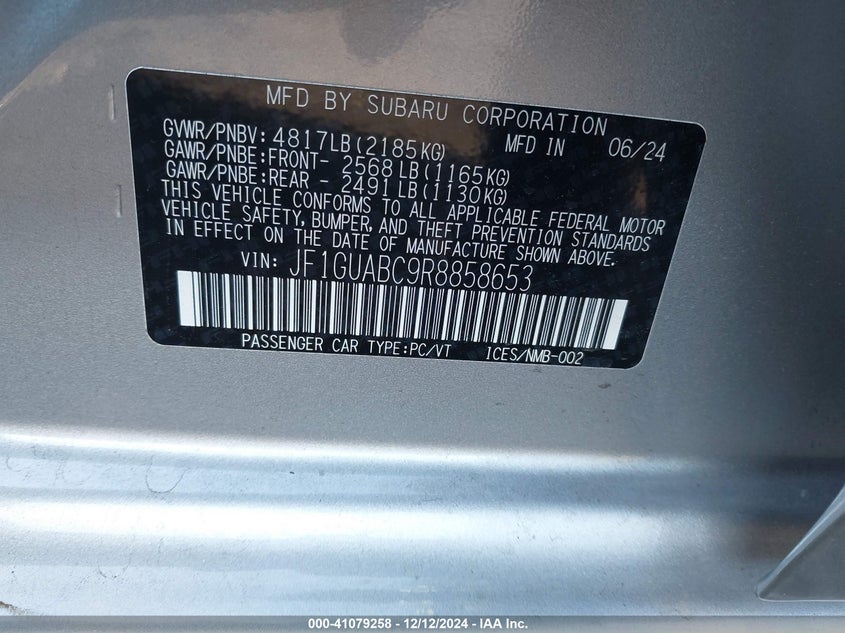 MFD BY SUBARU CORPORATION
GVWR/PNBV: 4817LB(2185KG) MFD IN 06/24
GAWR/PNBE:FRONT- 2568LB(1165KG)
GAWR/PNBE:REAR - 2491LB(1130KG)
THIS VEHICLE CONFORMS TO ALL APPLICABLE FEDERAL MOTOR
VEHICLE SAFETY, BUMPER, AND THEFT PREVENTION STANDARDS
IN EFFECT ON THE DATE OF MANUFACTURE SHOWN ABOVE.
VIN: JF1GUABC9R8858653
PASSENGER CAR TYPE:PC/VT ICES/NMB-002
000-41079258 - 12/12/2024 - IAA Inc.